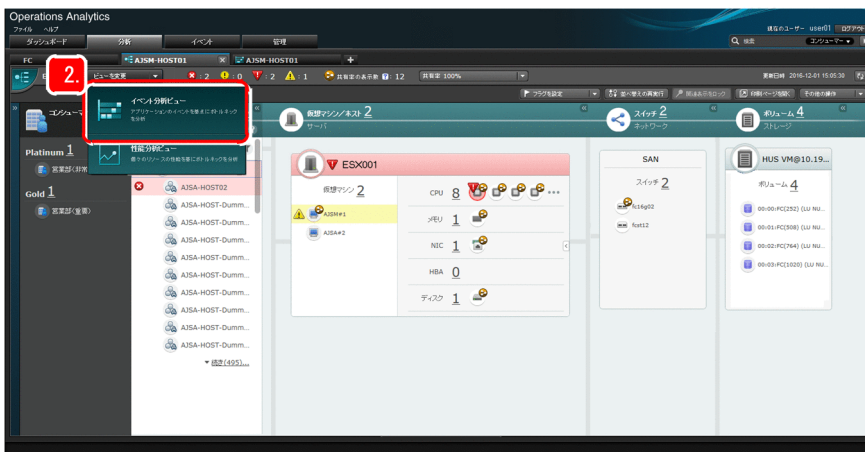 Operations Analytics
ファイル ヘルプ
現在のユーザー user01 ログアウト
ダッシュボード 分析 イベント 管理
検索 コンシューマー
FC AJSM-HOST01 × AJSM-HOST01 +
2.
E ビューを変更 : 2 : 0 : 2 : 1 共有率の表示数 : 12 共有率 100% 更新日時 2016-12-01 15:05:30
フラグを設定 並べ替えの再実行 関連表示をロック 印刷ページを開く その他の操作
イベント分析ビュー
アプリケーションのイベントを基点にボトルネックを分析
性能分析ビュー
個々のリソースの性能を基にボトルネックを分析
コンシューマ
Platinum 1
営業部(非常
Gold 1
営業部(重要)
AJSA-HOST02
AJSA-HOST-Dumm...
AJSA-HOST-Dumm...
AJSA-HOST-Dumm...
AJSA-HOST-Dumm...
AJSA-HOST-Dumm...
AJSA-HOST-Dumm...
AJSA-HOST-Dumm...
AJSA-HOST-Dumm...
続き(495)...
仮想マシン/ホスト 2
サーバ
ESX001
仮想マシン 2
AJSM#1
AJSA#2
CPU 8 ...
メモリ 1
NIC 1
HBA 0
ディスク 1
スイッチ 2
ネットワーク
SAN
スイッチ 2
fc16g02
fcxt12
ボリューム 4
ストレージ
HUS VM@10.19...
ボリューム 4
00:00:FC(252) (LU NU...
00:01:FC(508) (LU NU...
00:02:FC(764) (LU NU...
00:03:FC(1020) (LU NU...